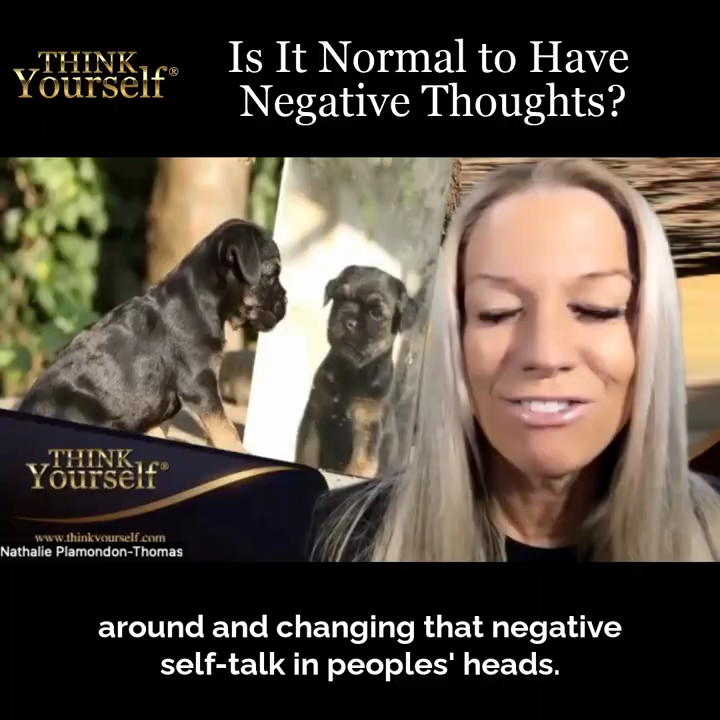 THINK
Yourself®
Is It Normal to Have
Negative Thoughts?
THINK
Yourself®
www.thinkyourself.com
Nathalie Plamondon-Thomas
around and changing that negative
self-talk in peoples' heads.